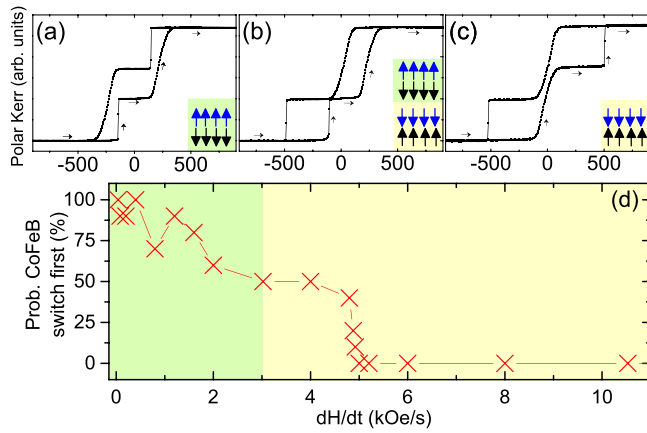 Polar Kerr (arb. units)
(a)
(b)
(c)
-500 0 500
-500 0 500
-500 0 500
(d)
Prob. CoFeB
switch first (%)
100
75
50
25
0
0 2 4 6 8 10
dH/dt (kOe/s)